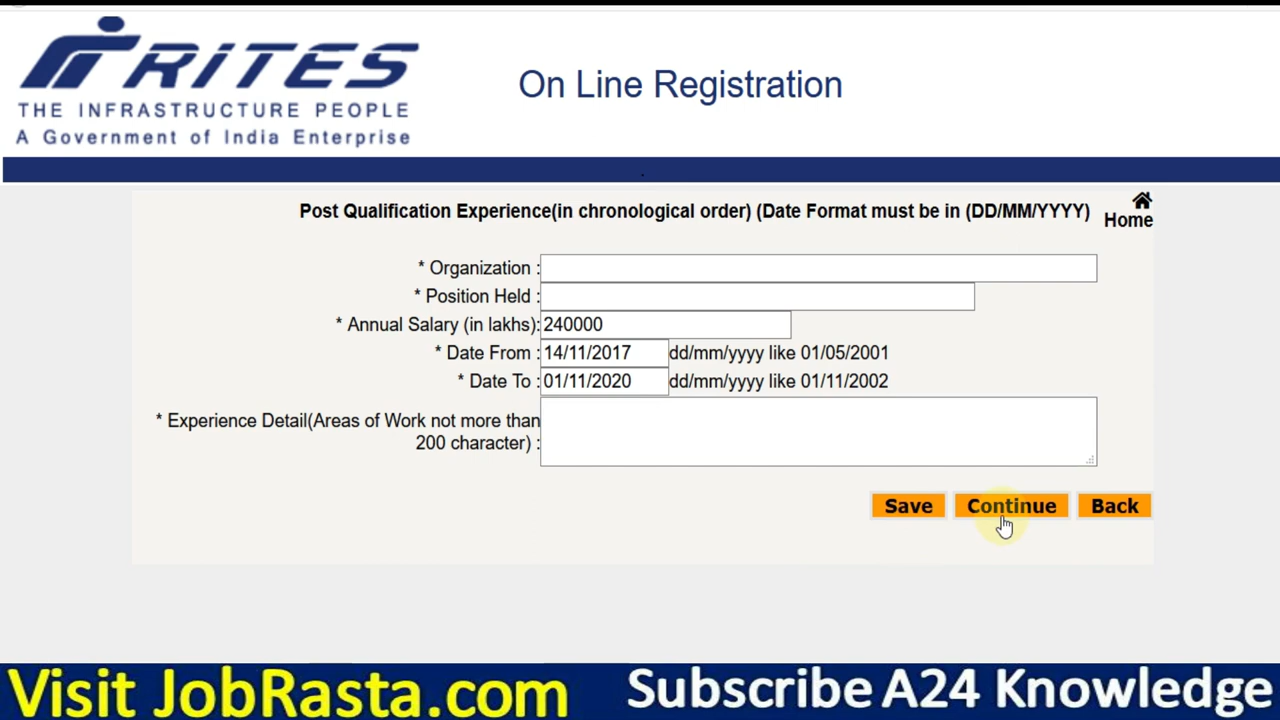 RITES
THE INFRASTRUCTURE PEOPLE
A Government of India Enterprise
On Line Registration
Post Qualification Experience(in chronological order) (Date Format must be in (DD/MM/YYYY)
Home
* Organization :
* Position Held :
* Annual Salary (in lakhs): 240000
* Date From : 14/11/2017 dd/mm/yyyy like 01/05/2001
* Date To : 01/11/2020 dd/mm/yyyy like 01/11/2002
* Experience Detail(Areas of Work not more than
200 character) :
Save Continue Back
Visit JobRasta.com Subscribe A24 Knowledge